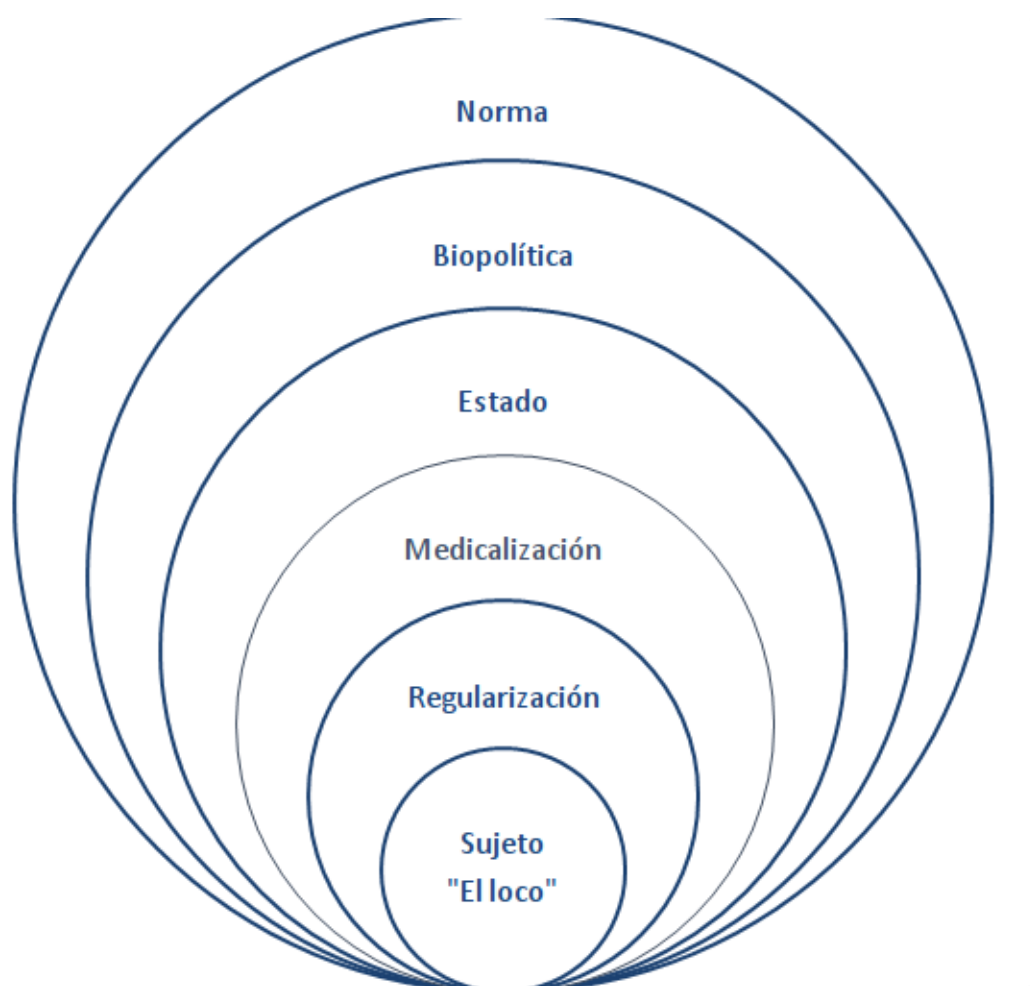 Norma
Biopolítica
Estado
Medicalización
Regularización
Sujeto
"El loco"